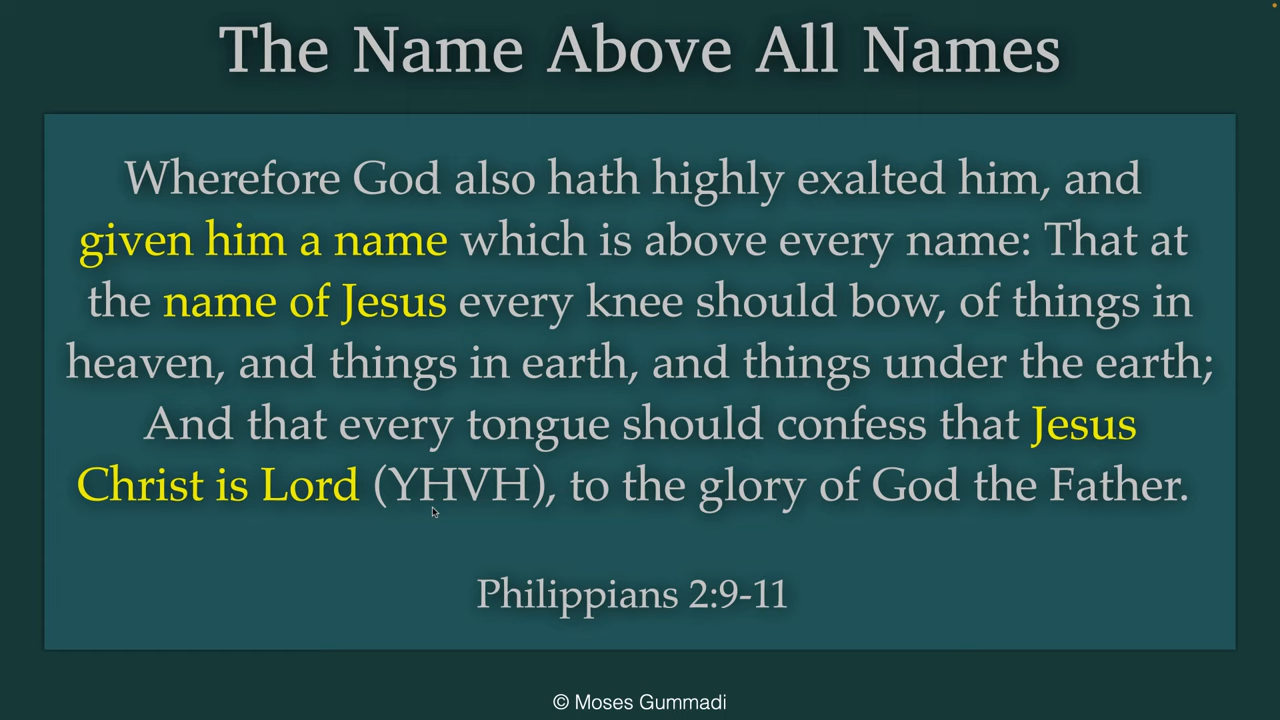 The Name Above All Names
Wherefore God also hath highly exalted him, and
given him a name which is above every name: That at
the name of Jesus every knee should bow, of things in
heaven, and things in earth, and things under the earth;
And that every tongue should confess that Jesus
Christ is Lord (YHVH), to the glory of God the Father.
Philippians 2:9-11
© Moses Gummadi